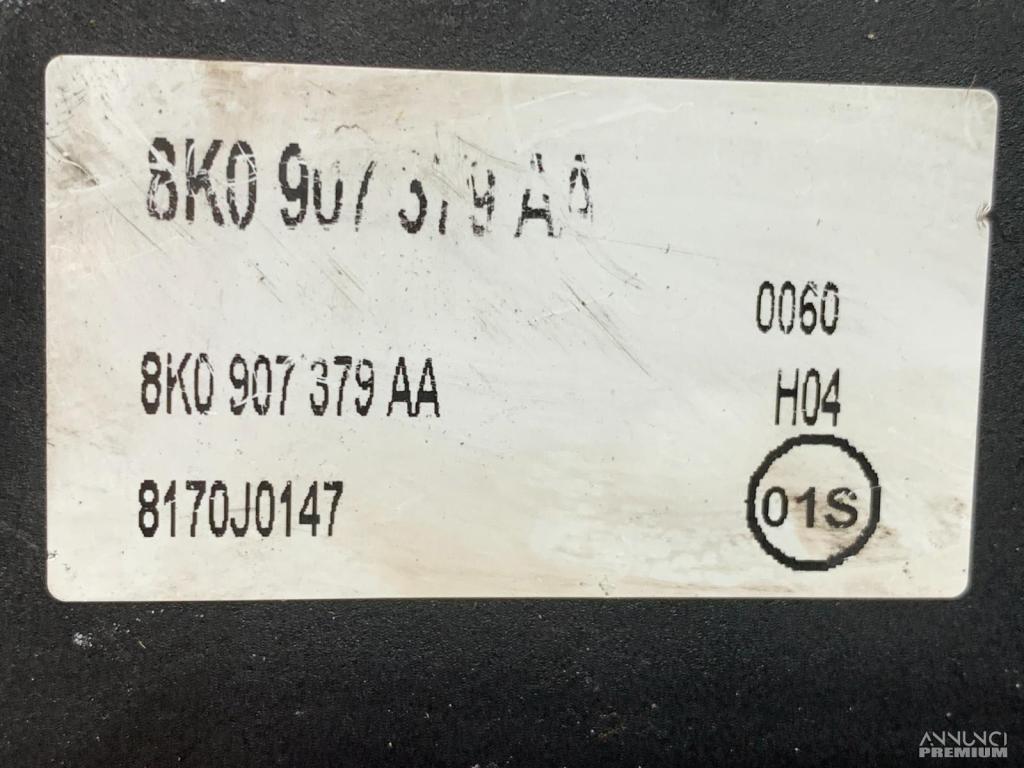 8K0 907 379 AA
0060
8K0 907 379 AA
H04
8170J0147
01S
ANNUNCI
PREMIUM